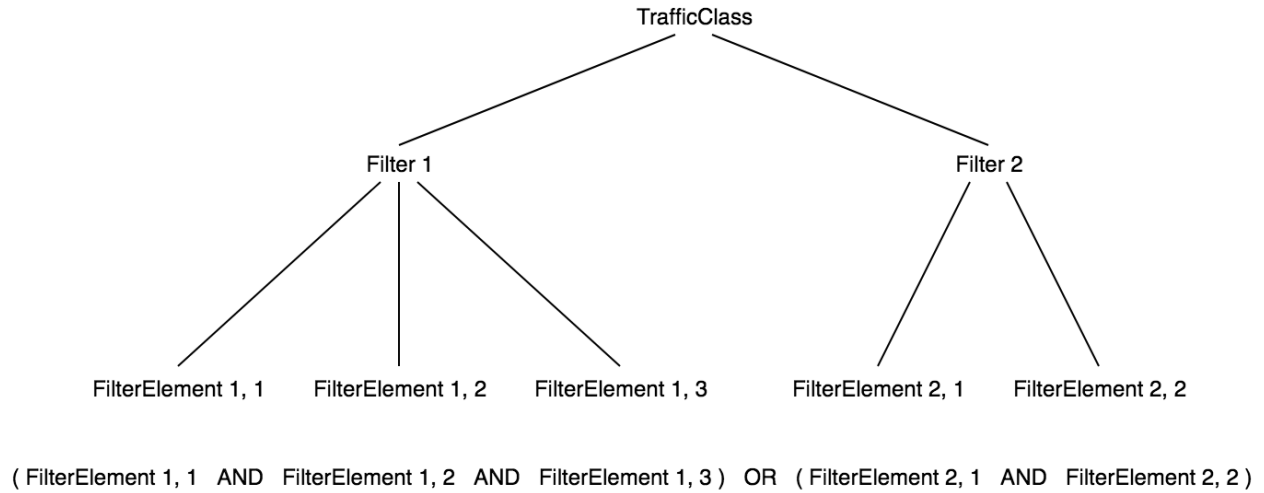 TrafficClass
Filter 1 Filter 2
FilterElement 1, 1 FilterElement 1, 2 FilterElement 1, 3 FilterElement 2, 1 FilterElement 2, 2
( FilterElement 1, 1 AND FilterElement 1, 2 AND FilterElement 1, 3 ) OR ( FilterElement 2, 1 AND FilterElement 2, 2 )